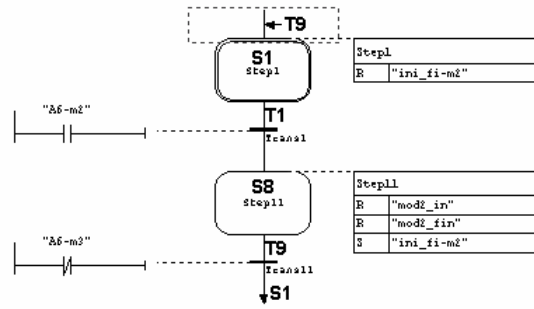 T9
S1
Step1
Step1
R "ini_fi-m2"
"A6-m2"
T1
Trans1
S8
Step11
Step11
R "mod2_in"
R "mod2_fin"
S "ini_fi-m2"
"A6-m3"
T9
Trans11
S1